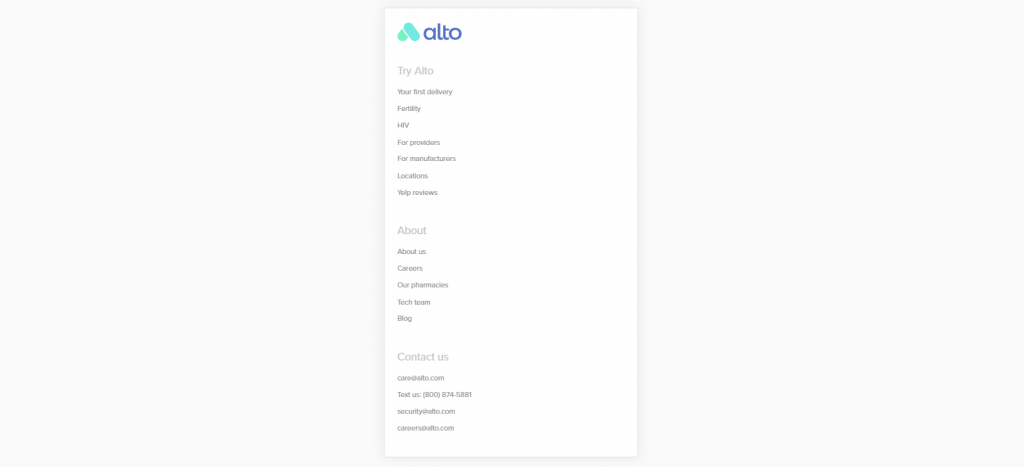 alto
Try Alto
Your first delivery
Fertility
HIV
For providers
For manufacturers
Locations
Yelp reviews
About
About us
Careers
Our pharmacies
Tech team
Blog
Contact us
care@alto.com
Text us: (800) 874-5881
security@alto.com
careers@alto.com